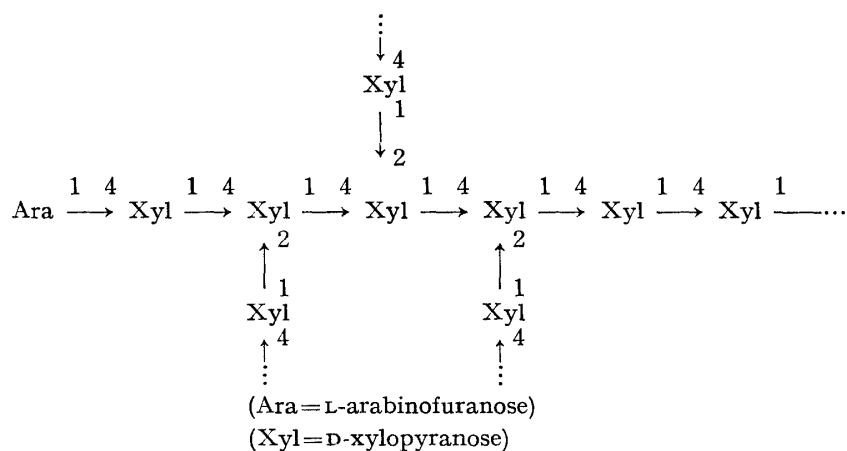 ⋮
↓ 4
Xyl
1
↓ 2
1 4 1 4 1 4 1 4 1 4 1 4 1
Ara ⟶ Xyl ⟶ Xyl ⟶ Xyl ⟶ Xyl ⟶ Xyl ⟶ Xyl ——⋯
2 2
↑ ↑
1 1
Xyl Xyl
↑ 4 ↑ 4
⋮ ⋮
(Ara=L-arabinofuranose)
(Xyl=D-xylopyranose)